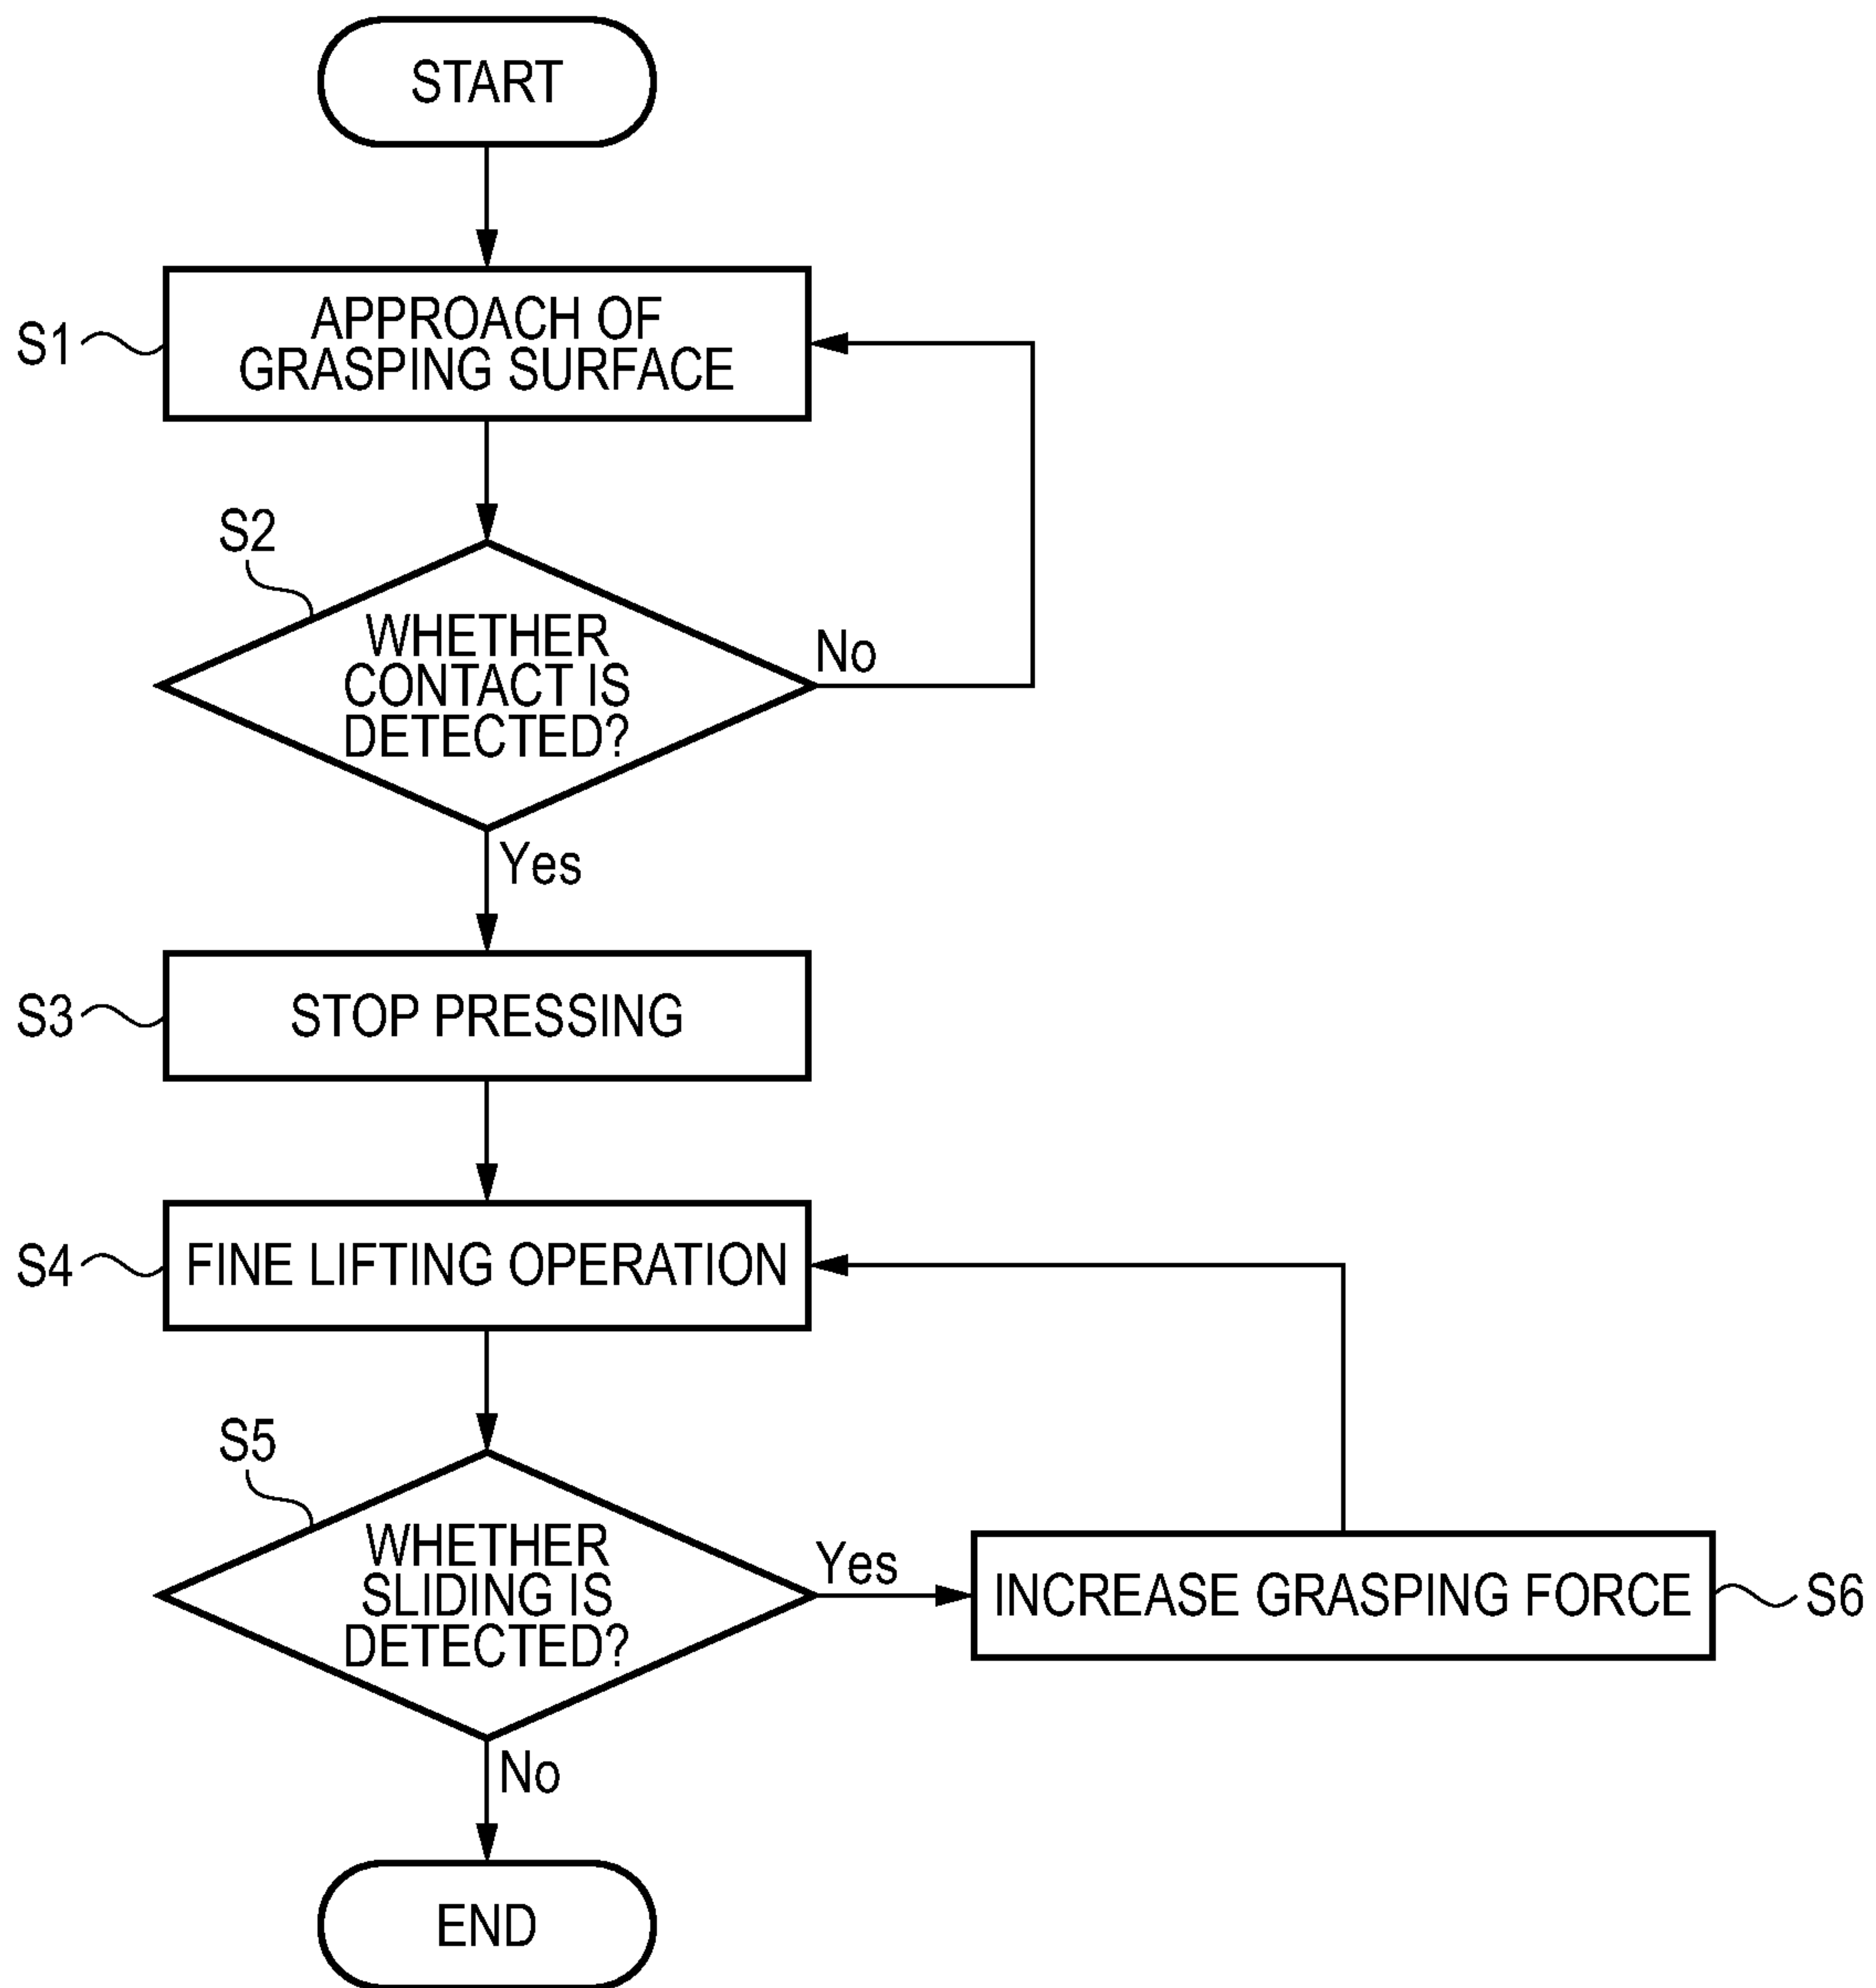 START
S1
APPROACH OF
GRASPING SURFACE
S2
WHETHER
CONTACT IS
DETECTED?
No
Yes
S3
STOP PRESSING
S4
FINE LIFTING OPERATION
S5
WHETHER
SLIDING IS
DETECTED?
Yes
INCREASE GRASPING FORCE
S6
No
END